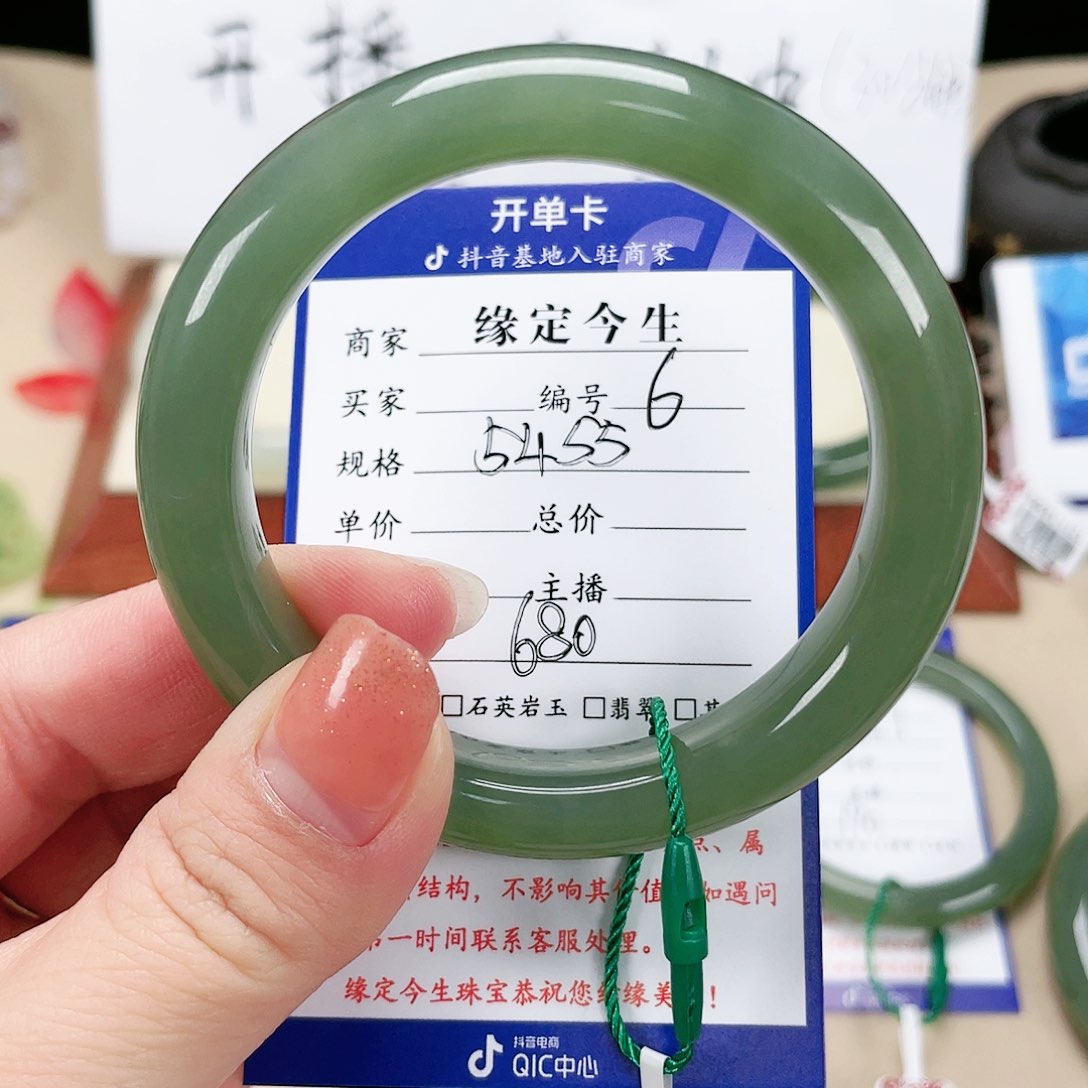 开播
开单卡
抖音基地入驻商家
商家 缘定今生
买家 编号 6
规格 5455
单价 总价
主播
680
□石英岩玉 □翡翠 □其
点、属
结构，不影响其价值 如遇问
第一时间联系客服处理。
缘定今生珠宝恭祝您 缘美 ！
抖音电商
QIC中心